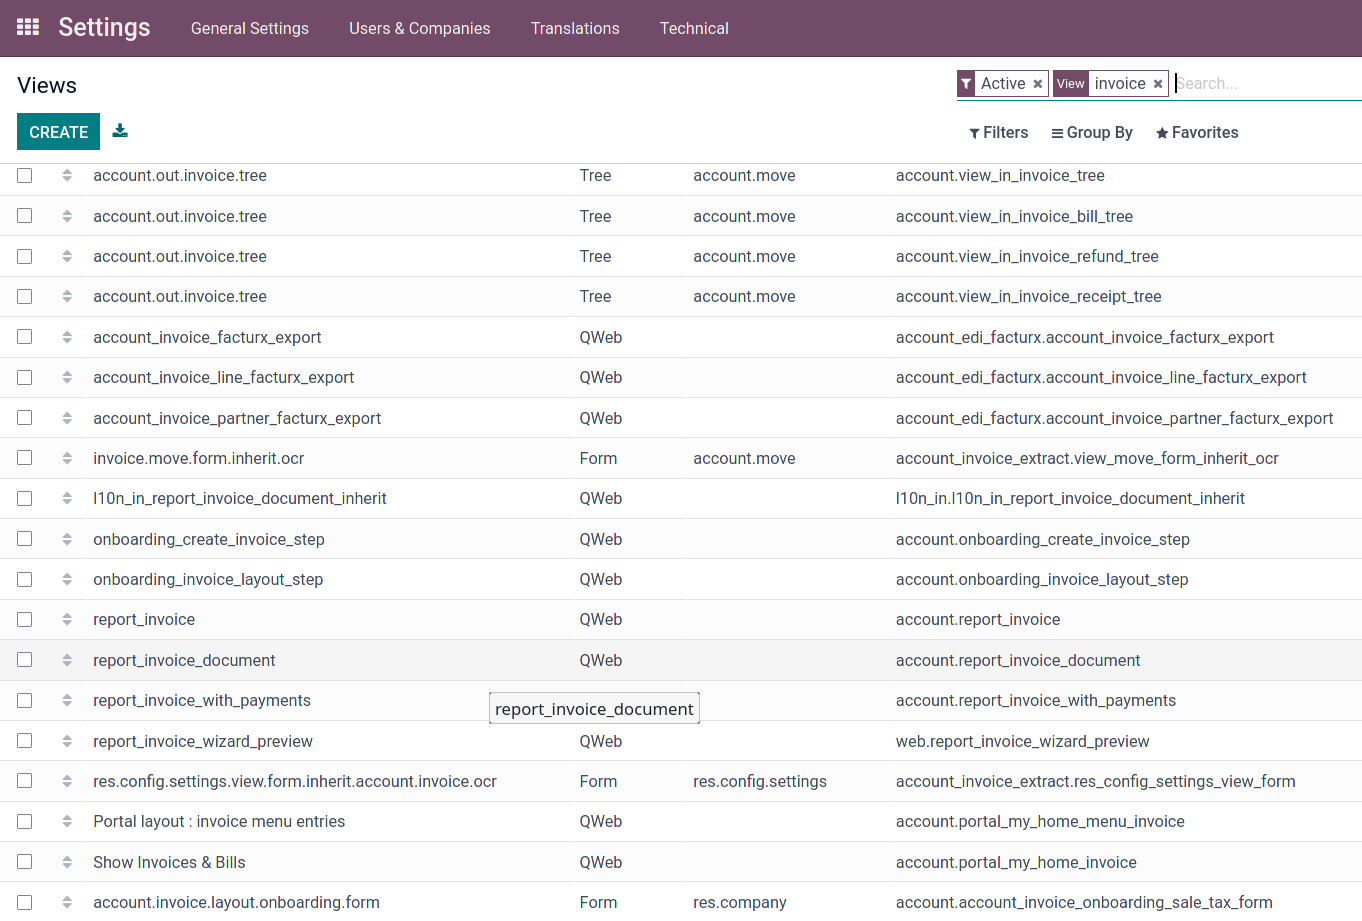 Settings General Settings Users & Companies Translations Technical
Views Active View invoice Search...
CREATE Filters Group By Favorites
account.out.invoice.tree Tree account.move account.view_in_invoice_tree
account.out.invoice.tree Tree account.move account.view_in_invoice_bill_tree
account.out.invoice.tree Tree account.move account.view_in_invoice_refund_tree
account.out.invoice.tree Tree account.move account.view_in_invoice_receipt_tree
account_invoice_facturx_export QWeb account_edi_facturx.account_invoice_facturx_export
account_invoice_line_facturx_export QWeb account_edi_facturx.account_invoice_line_facturx_export
account_invoice_partner_facturx_export QWeb account_edi_facturx.account_invoice_partner_facturx_export
invoice.move.form.inherit.ocr Form account.move account_invoice_extract.view_move_form_inherit_ocr
l10n_in_report_invoice_document_inherit QWeb l10n_in.l10n_in_report_invoice_document_inherit
onboarding_create_invoice_step QWeb account.onboarding_create_invoice_step
onboarding_invoice_layout_step QWeb account.onboarding_invoice_layout_step
report_invoice QWeb account.report_invoice
report_invoice_document QWeb account.report_invoice_document
report_invoice_with_payments account.report_invoice_with_payments
report_invoice_document
report_invoice_wizard_preview QWeb web.report_invoice_wizard_preview
res.config.settings.view.form.inherit.account.invoice.ocr Form res.config.settings account_invoice_extract.res_config_settings_view_form
Portal layout : invoice menu entries QWeb account.portal_my_home_menu_invoice
Show Invoices & Bills QWeb account.portal_my_home_invoice
account.invoice.layout.onboarding.form Form res.company account.account_invoice_onboarding_sale_tax_form